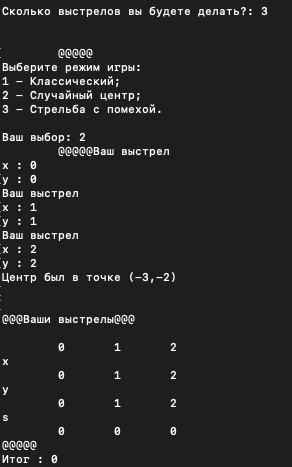 Сколько выстрелов вы будете делать?: 3
@@@@@
Выберите режим игры:
1 – Классический;
2 – Случайный центр;
3 – Стрельба с помехой.
Ваш выбор: 2
@@@@@Ваш выстрел
x : 0
y : 0
Ваш выстрел
x : 1
y : 1
Ваш выстрел
x : 2
y : 2
Центр был в точке (–3,–2)
@@@Ваши выстрелы@@@
0 1 2
x
0 1 2
y
0 1 2
s
0 0 0
@@@@@
Итог : 0